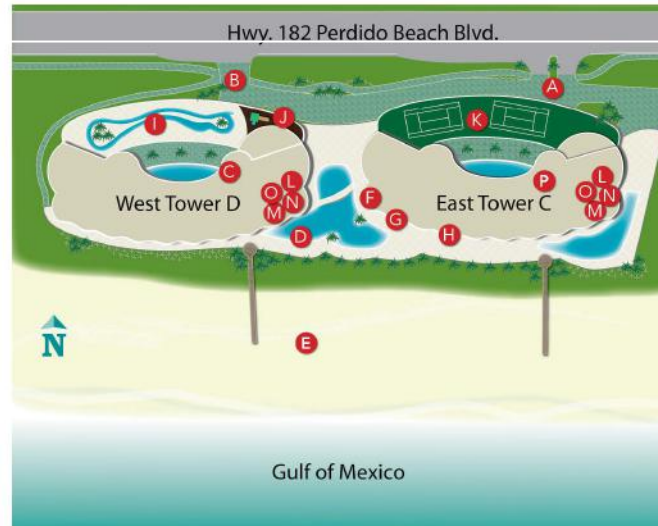 Hwy. 182 Perdido Beach Blvd.
B
A
I
J
K
C
L
O
N
M
West Tower D
F
P
L
O
N
M
East Tower C
G
D
H
N
E
Gulf of Mexico